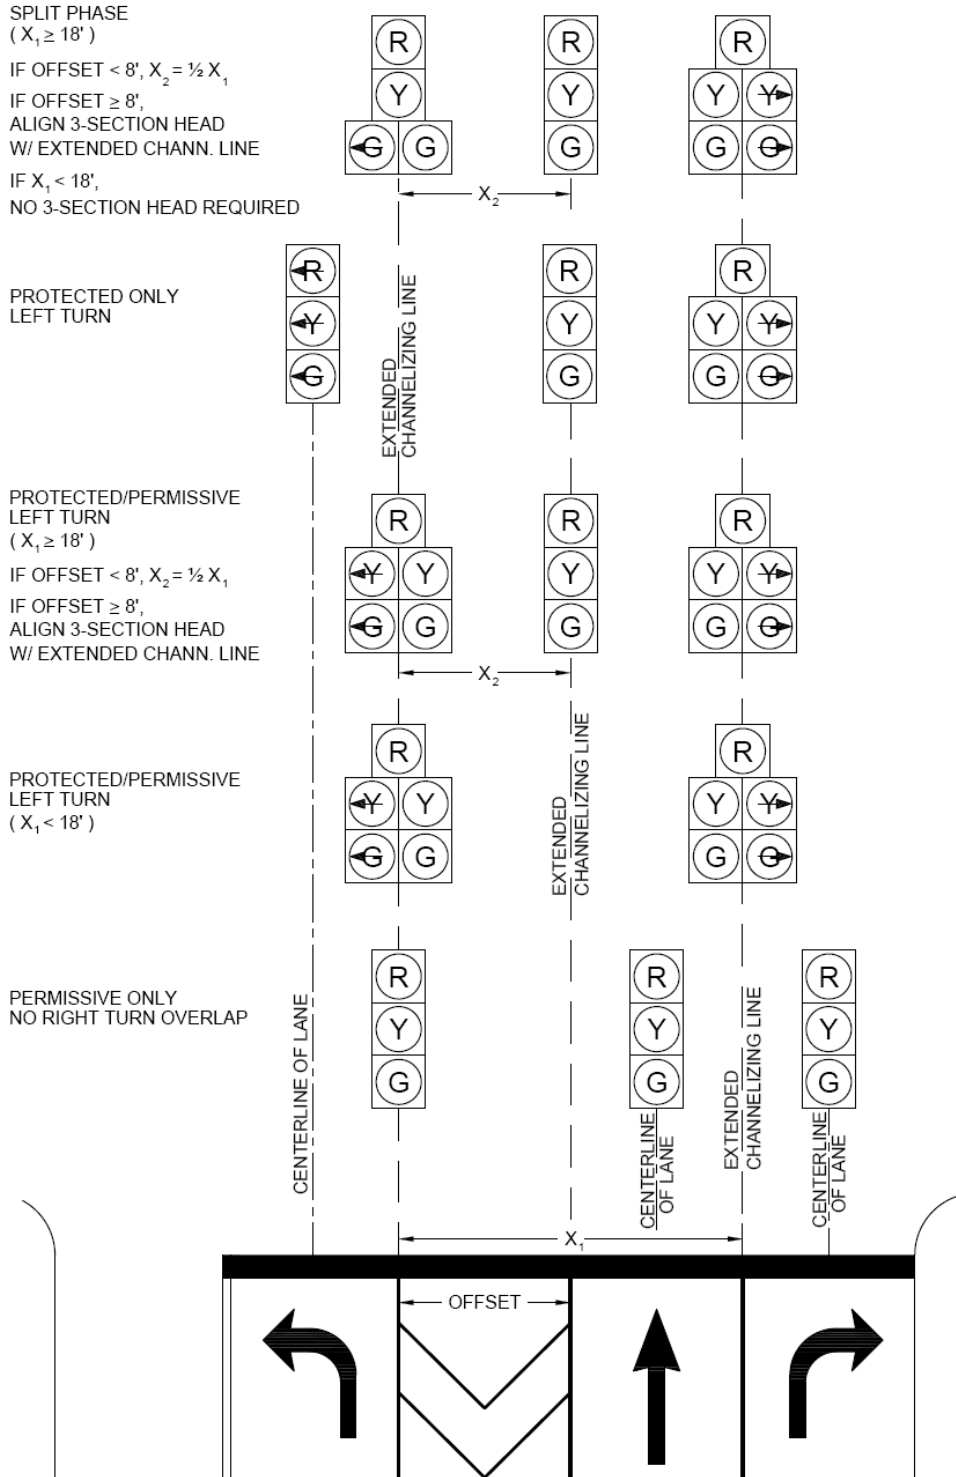 SPLIT PHASE
( X₁ ≥ 18' )
IF OFFSET < 8', X₂ = ½ X₁
IF OFFSET ≥ 8',
ALIGN 3-SECTION HEAD
W/ EXTENDED CHANN. LINE
IF X₁ < 18',
NO 3-SECTION HEAD REQUIRED
R R R
Y Y Y Y
G G G G G
X₂
PROTECTED ONLY
LEFT TURN
R R R
Y Y Y Y
G G G G
EXTENDED
CHANNELIZING LINE
PROTECTED/PERMISSIVE
LEFT TURN
( X₁ ≥ 18' )
IF OFFSET < 8', X₂ = ½ X₁
IF OFFSET ≥ 8',
ALIGN 3-SECTION HEAD
W/ EXTENDED CHANN. LINE
R R R
Y Y Y Y Y
G G G G G
X₂
PROTECTED/PERMISSIVE
LEFT TURN
( X₁ < 18' )
R R
Y Y Y Y
G G G G
EXTENDED
CHANNELIZING LINE
PERMISSIVE ONLY
NO RIGHT TURN OVERLAP
R R R
Y Y Y
G G G
CENTERLINE OF LANE
CENTERLINE
OF LANE
EXTENDED
CHANNELIZING LINE
CENTERLINE
OF LANE
X₁
OFFSET